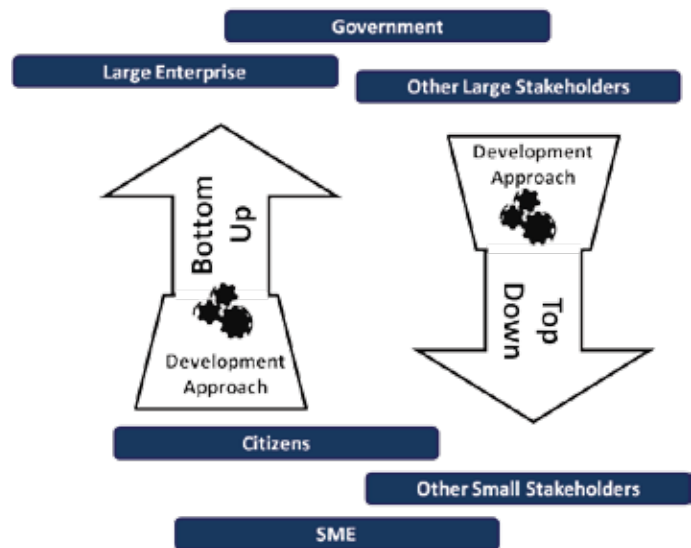 Government
Large Enterprise
Other Large Stakeholders
Development
Approach
Bottom
Up
Top
Down
Development
Approach
Citizens
Other Small Stakeholders
SME